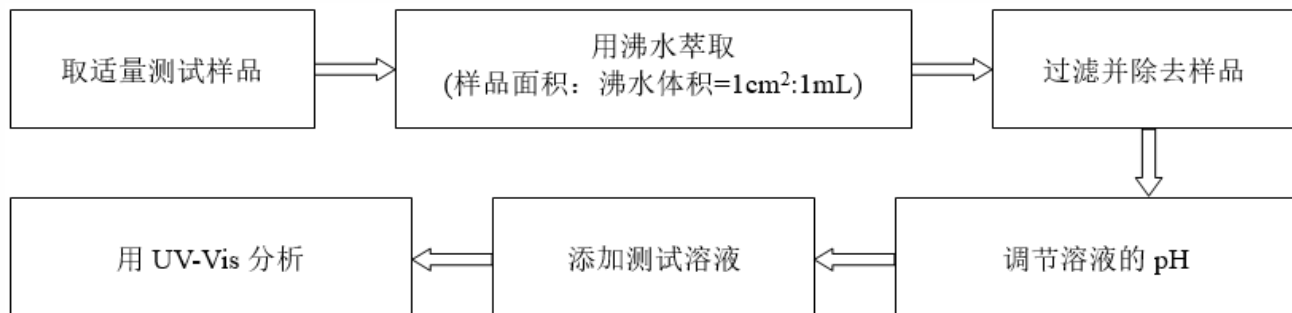 取适量测试样品
用沸水萃取
(样品面积：沸水体积=1cm²:1mL)
过滤并除去样品
调节溶液的 pH
添加测试溶液
用 UV-Vis 分析